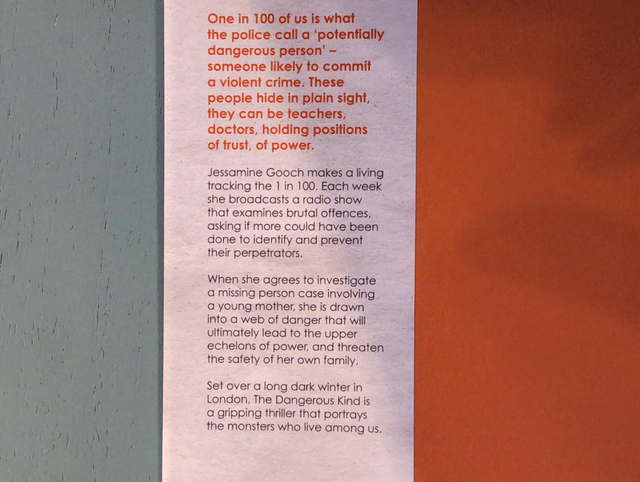 One in 100 of us is what
the police call a ‘potentially
dangerous person’ –
someone likely to commit
a violent crime. These
people hide in plain sight,
they can be teachers,
doctors, holding positions
of trust, of power.
Jessamine Gooch makes a living
tracking the 1 in 100. Each week
she broadcasts a radio show
that examines brutal offences,
asking if more could have been
done to identify and prevent
their perpetrators.
When she agrees to investigate
a missing person case involving
a young mother, she is drawn
into a web of danger that will
ultimately lead to the upper
echelons of power, and threaten
the safety of her own family.
Set over a long dark winter in
London, The Dangerous Kind is
a gripping thriller that portrays
the monsters who live among us.